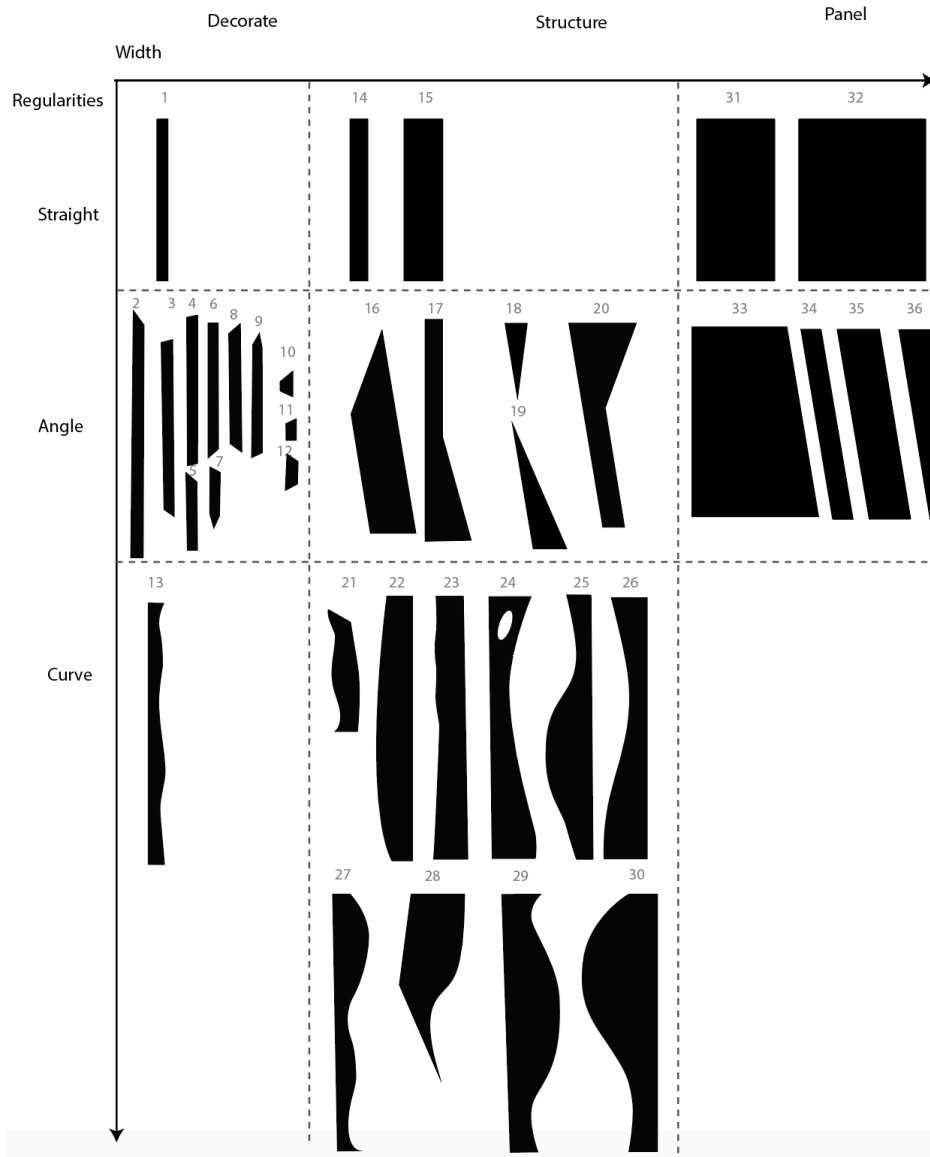 Decorate Structure Panel
Width
Regularities 1 14 15 31 32
Straight
2 3 4 6 8 9 16 17 18 20 33 34 35 36
10
11 19
Angle
12
5 7
13 21 22 23 24 25 26
Curve
27 28 29 30